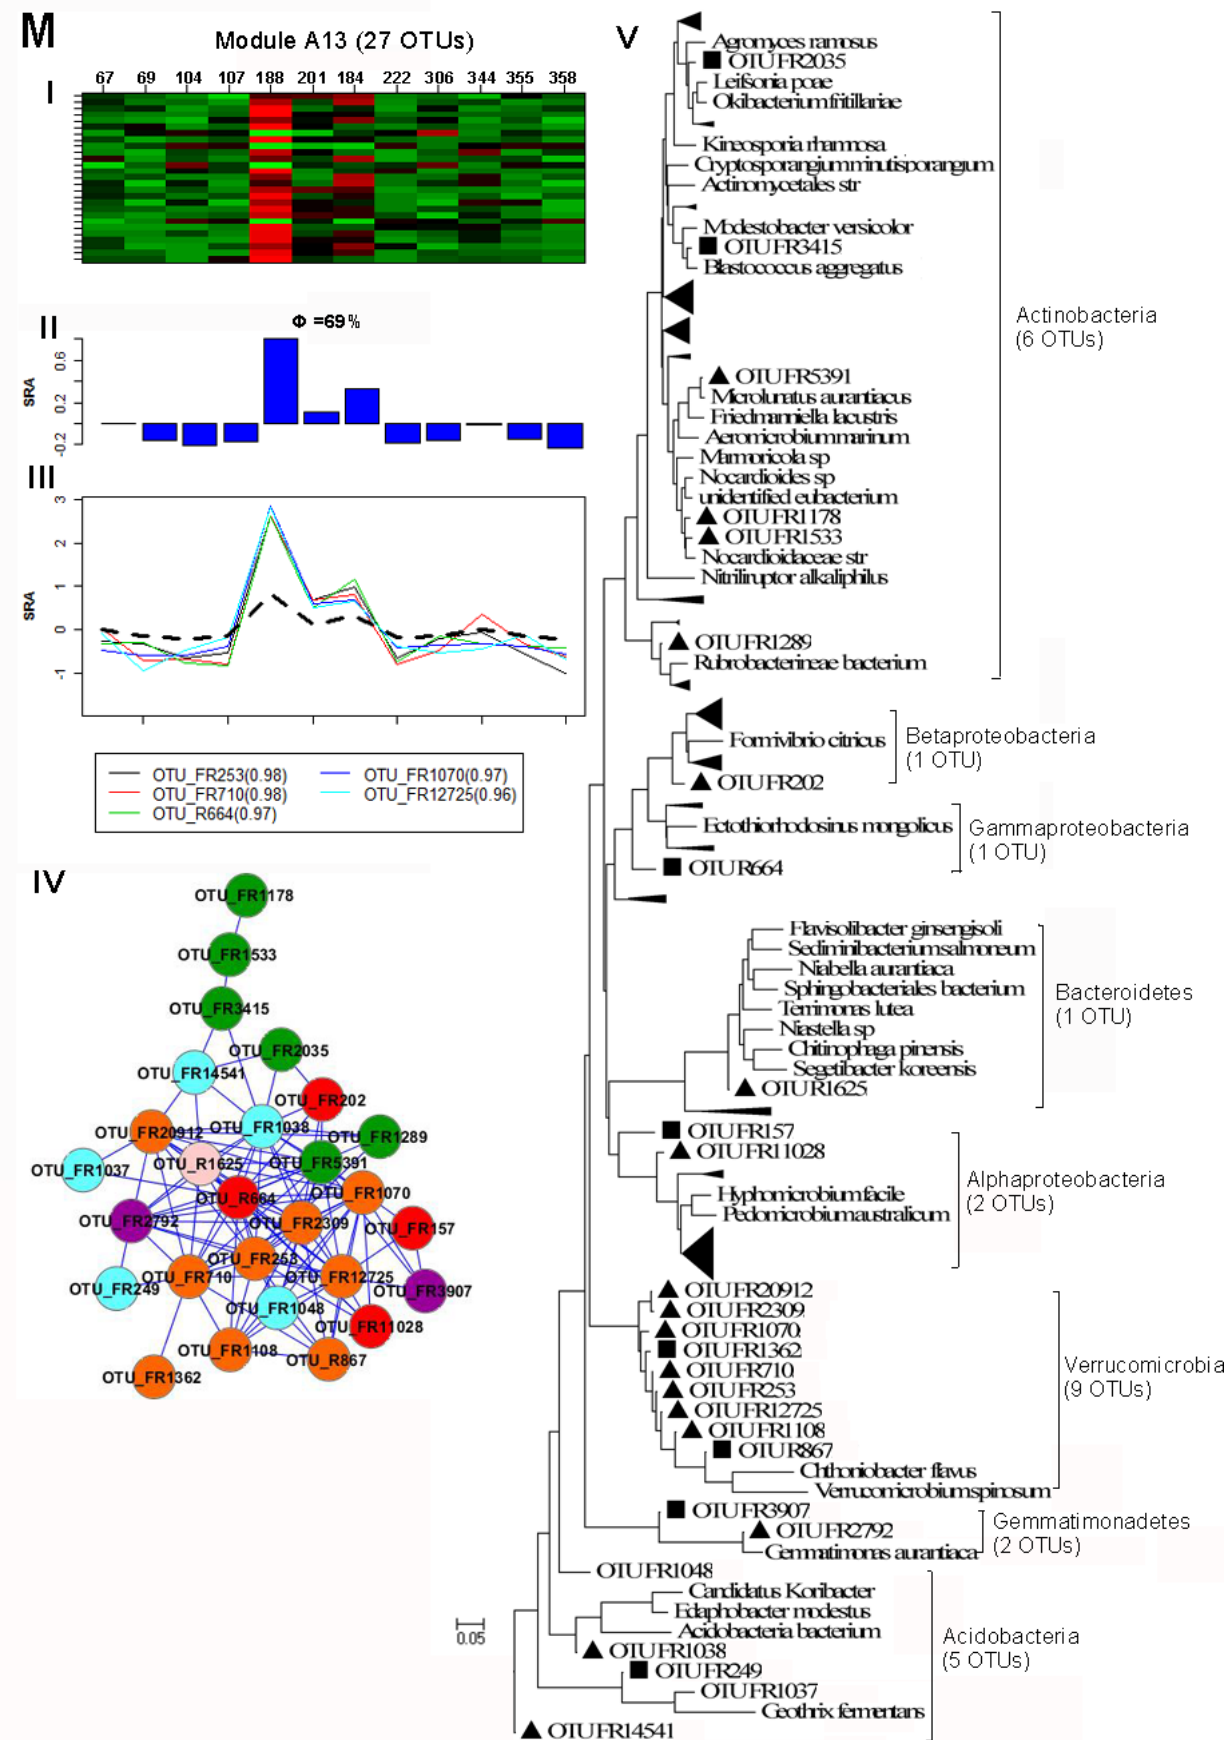 M
Module A13 (27 OTUs)
I
67 69 104 107 188 201 184 222 306 344 355 358
II
Φ =69%
SRA
0.6
0.2
-0.2
III
SRA
3
2
1
0
-1
OTU_FR253(0.98)
OTU_FR710(0.98)
OTU_R664(0.97)
OTU_FR1070(0.97)
OTU_FR12725(0.96)
IV
OTU_FR1178
OTU_FR1533
OTU_FR3415
OTU_FR2035
OTU_FR14541
OTU_FR202
OTU_FR1038
OTU_FR20912
OTU_FR1289
OTU_R1625
OTU_FR5391
OTU_FR1037
OTU_R664
OTU_FR1070
OTU_FR2792
OTU_FR2309
OTU_FR157
OTU_FR253
OTU_FR710
OTU_FR12725
OTU_FR249
OTU_FR3907
OTU_FR1048
OTU_FR11028
OTU_FR1108
OTU_R867
OTU_FR1362
V
Agromyces ramosus
OTUFR2035
Leifsonia poae
Okibacterium fritillariae
Kineosporia rhamnosa
Cryptosporangium minutisporangium
Actinomycetales str
Modestobacter versicolor
OTUFR3415
Blastococcus aggregatus
OTUFR5391
Microlunatus aurantiacus
Friedmanniella lacustris
Aeromicrobium marinum
Marmoricola sp
Nocardioides sp
unidentified eubacterium
OTUFR1178
OTUFR1533
Nocardioidaceae str
Nitriliruptor alkaliphilus
OTUFR1289
Rubrobacterineae bacterium
Actinobacteria
(6 OTUs)
Formivibrio citricus
OTUFR202
Betaproteobacteria
(1 OTU)
Ectothiorhodosinus mongolicus
OTUR664
Gammaproteobacteria
(1 OTU)
Flavisolibacter ginsengisoli
Sediminibacterium salmoneum
Niabella aurantiaca
Sphingobacteriales bacterium
Terrimonas lutea
Niastella sp
Chitinophaga pinensis
Segetibacter koreensis
OTUR1625
Bacteroidetes
(1 OTU)
OTUFR157
OTUFR11028
Hyphomicrobium facile
Pedomicrobium australicum
Alphaproteobacteria
(2 OTUs)
OTUFR20912
OTUFR2309
OTUFR1070
OTUFR1362
OTUFR710
OTUFR253
OTUFR12725
OTUFR1108
OTUR867
Chthoniobacter flavus
Verrucomicrobium spinosum
Verrucomicrobia
(9 OTUs)
OTUFR3907
OTUFR2792
Gemmatimonas aurantiaca
Gemmatimonadetes
(2 OTUs)
OTUFR1048
Candidatus Koribacter
Edaphobacter modestus
Acidobacteria bacterium
OTUFR1038
OTUFR249
OTUFR1037
Geothrix fermentans
OTUFR14541
Acidobacteria
(5 OTUs)
0.05